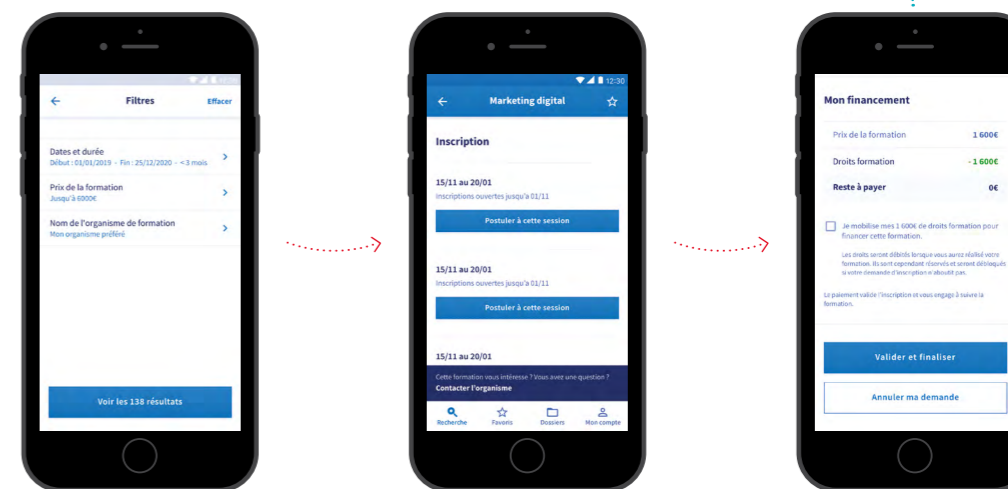 Filtres
Effacer
Dates et durée
Début : 01/01/2019 - Fin : 25/12/2020 - <3 mois
Prix de la formation
Jusqu'à 6000€
Nom de l'organisme de formation
Mon organisme préféré
Voir les 138 résultats
12:30
Marketing digital
Inscription
15/11 au 20/01
Inscriptions ouvertes jusqu'à 01/11
Postuler à cette session
15/11 au 20/01
Inscriptions ouvertes jusqu'à 01/11
Postuler à cette session
15/11 au 20/01
Cette formation vous intéresse ? Vous avez une question ?
Contacter l'organisme
Recherche Favoris Dossiers Mon compte
Mon financement
Prix de la formation 1 600€
Droits formation - 1 600€
Reste à payer 0€
Je mobilise mes 1 600€ de droits formation pour
financer cette formation.
Les droits seront débités lorsque vous aurez réalisé votre
formation. Ils sont cependant réservés et seront débloqués
si votre demande d'inscription n'aboutit pas.
Le paiement valide l'inscription et vous engage à suivre la
formation.
Valider et finaliser
Annuler ma demande